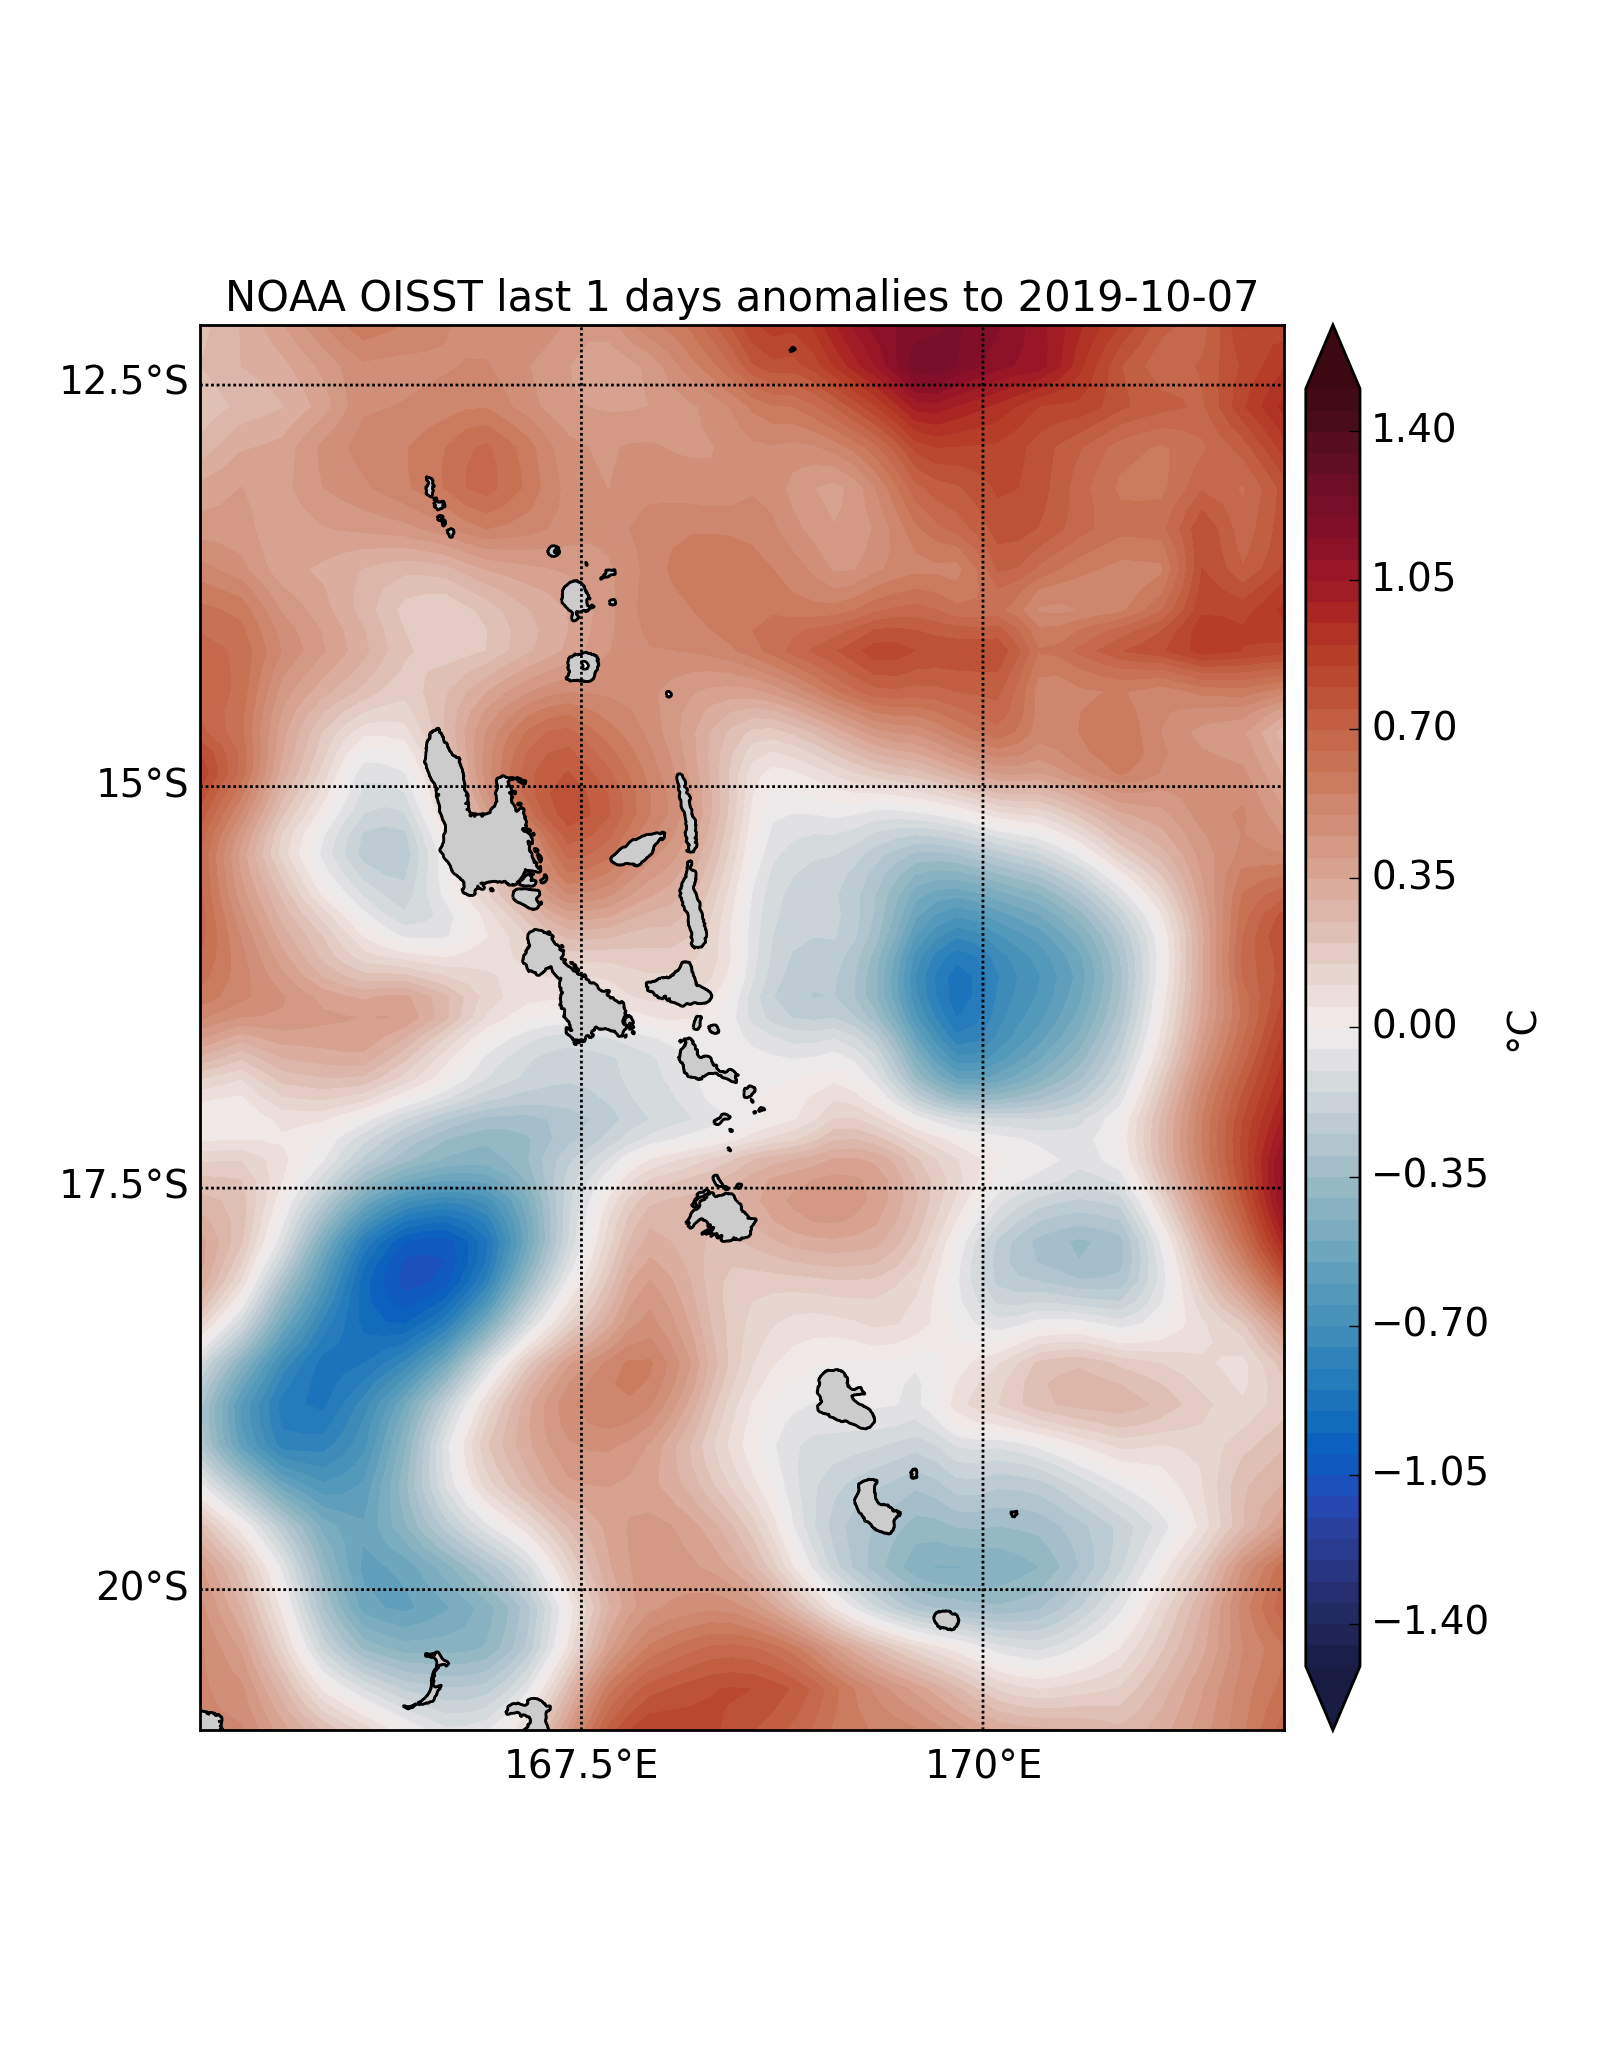 NOAA OISST last 1 days anomalies to 2019-10-07
12.5°S
15°S
17.5°S
20°S
167.5°E
170°E
1.40
1.05
0.70
0.35
0.00
−0.35
−0.70
−1.05
−1.40
°C